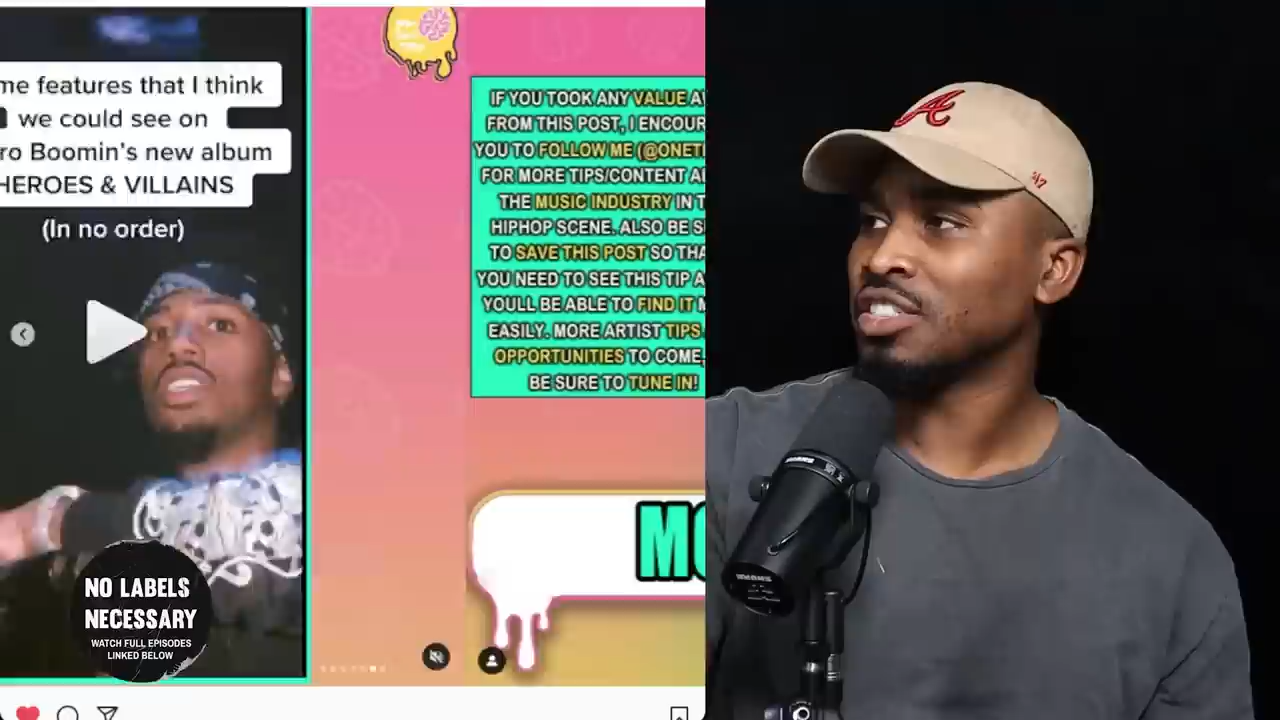 me features that I think
we could see on
ro Boomin's new album
HEROES & VILLAINS
(In no order)
NO LABELS
NECESSARY
WATCH FULL EPISODES
LINKED BELOW
IF YOU TOOK ANY VALUE A
FROM THIS POST, I ENCOUR
YOU TO FOLLOW ME (@ONET
FOR MORE TIPS/CONTENT A
THE MUSIC INDUSTRY IN T
HIPHOP SCENE. ALSO BE S
TO SAVE THIS POST SO THA
YOU NEED TO SEE THIS TIP A
YOULL BE ABLE TO FIND IT M
EASILY. MORE ARTIST TIPS
OPPORTUNITIES TO COME,
BE SURE TO TUNE IN!
MO
A
'47
SHURE